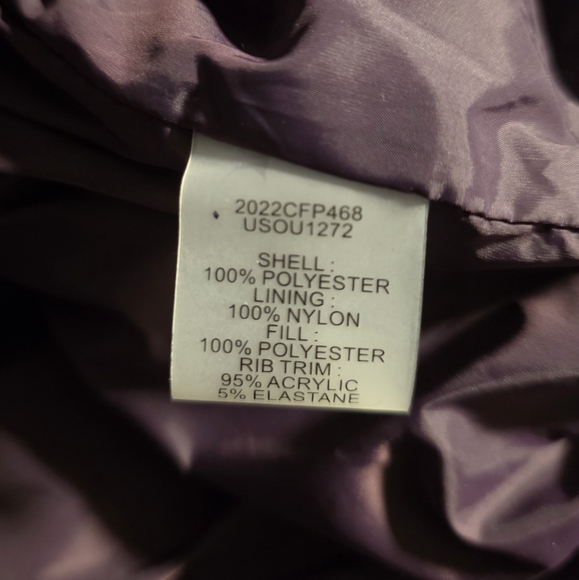 2022CFP468
USOU1272
SHELL :
100% POLYESTER
LINING :
100% NYLON
FILL :
100% POLYESTER
RIB TRIM :
95% ACRYLIC
5% ELASTANE